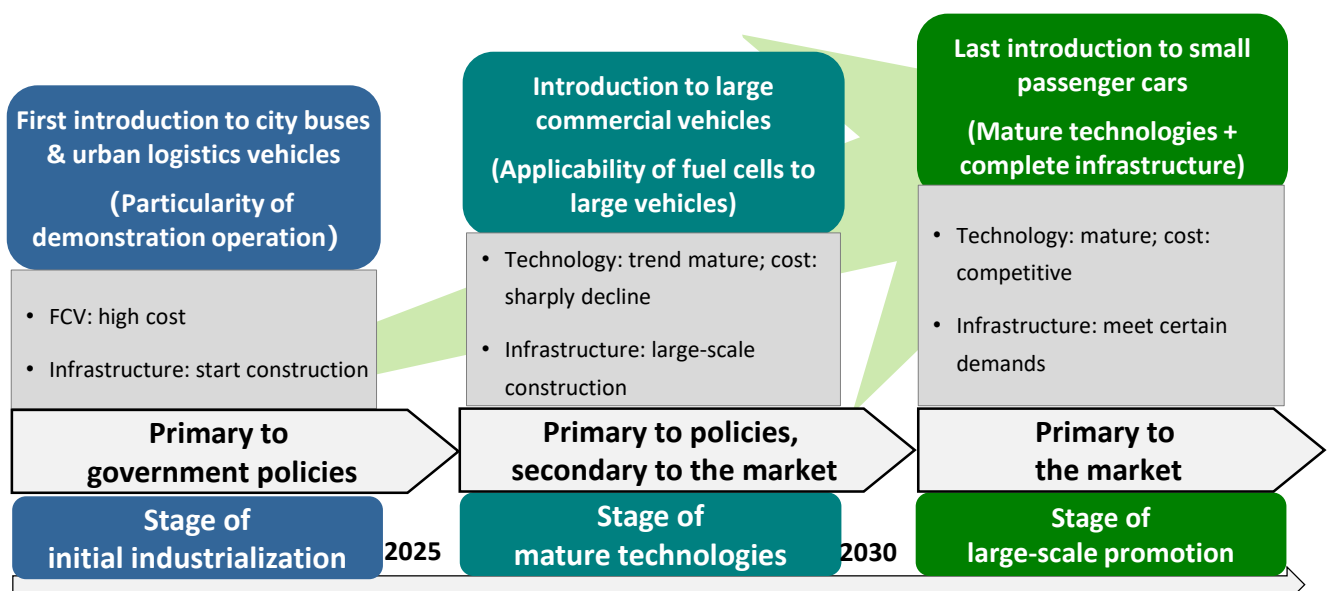 First introduction to city buses
& urban logistics vehicles
(Particularity of
demonstration operation)
• FCV: high cost
• Infrastructure: start construction
Primary to
government policies
Stage of
initial industrialization
2025
Introduction to large
commercial vehicles
(Applicability of fuel cells to
large vehicles)
• Technology: trend mature; cost:
sharply decline
• Infrastructure: large-scale
construction
Primary to policies,
secondary to the market
Stage of
mature technologies
2030
Last introduction to small
passenger cars
(Mature technologies +
complete infrastructure)
• Technology: mature; cost:
competitive
• Infrastructure: meet certain
demands
Primary to
the market
Stage of
large-scale promotion